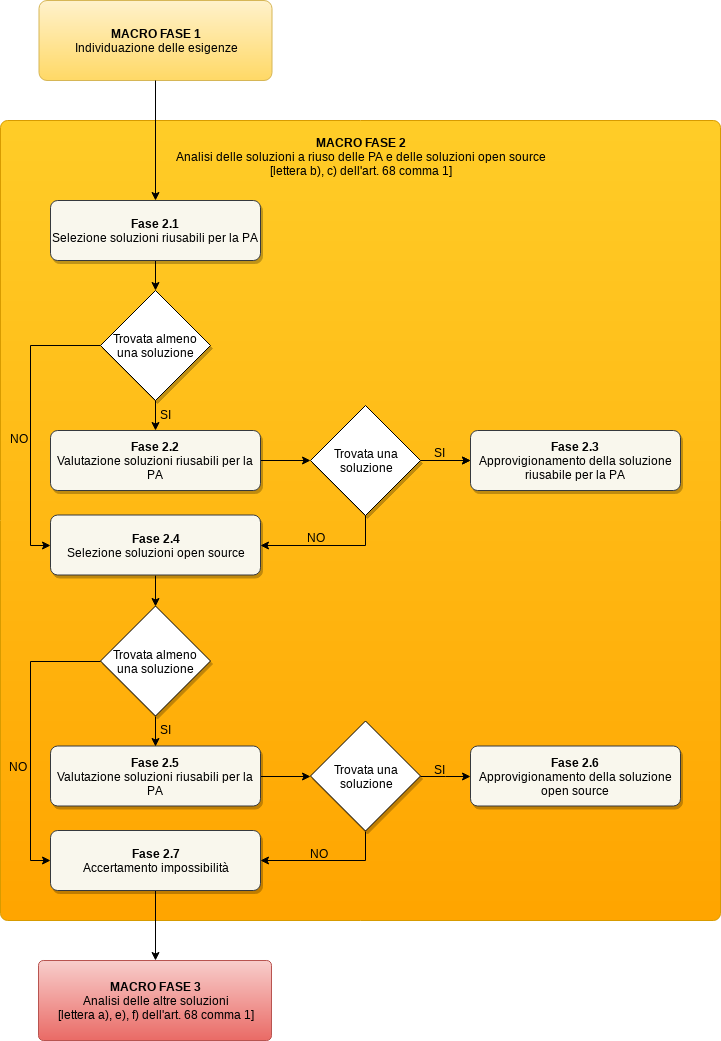 MACRO FASE 1
Individuazione delle esigenze
MACRO FASE 2
Analisi delle soluzioni a riuso delle PA e delle soluzioni open source
[lettera b), c) dell'art. 68 comma 1]
Fase 2.1
Selezione soluzioni riusabili per la PA
Trovata almeno
una soluzione
NO
SI
Fase 2.2
Valutazione soluzioni riusabili per la
PA
Trovata una
soluzione
SI
Fase 2.3
Approvigionamento della soluzione
riusabile per la PA
NO
Fase 2.4
Selezione soluzioni open source
Trovata almeno
una soluzione
NO
SI
Fase 2.5
Valutazione soluzioni riusabili per la
PA
Trovata una
soluzione
SI
Fase 2.6
Approvigionamento della soluzione
open source
NO
Fase 2.7
Accertamento impossibilità
MACRO FASE 3
Analisi delle altre soluzioni
[lettera a), e), f) dell'art. 68 comma 1]